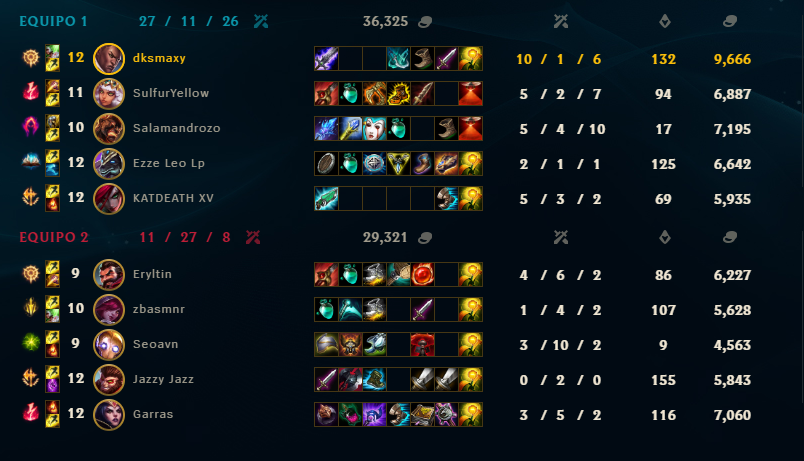 EQUIPO 1 27 / 11 / 26 36,325
12 dksmaxy 10 / 1 / 6 132 9,666
11 SulfurYellow 5 / 2 / 7 94 6,887
10 Salamandrozo 5 / 4 / 10 17 7,195
12 Ezze Leo Lp 2 / 1 / 1 125 6,642
12 KATDEATH XV 5 / 3 / 2 69 5,935
EQUIPO 2 11 / 27 / 8 29,321
9 Eryltin 4 / 6 / 2 86 6,227
10 zbasmnr 1 / 4 / 2 107 5,628
9 Seoavn 3 / 10 / 2 9 4,563
12 Jazzy Jazz 0 / 2 / 0 155 5,843
12 Garras 3 / 5 / 2 116 7,060